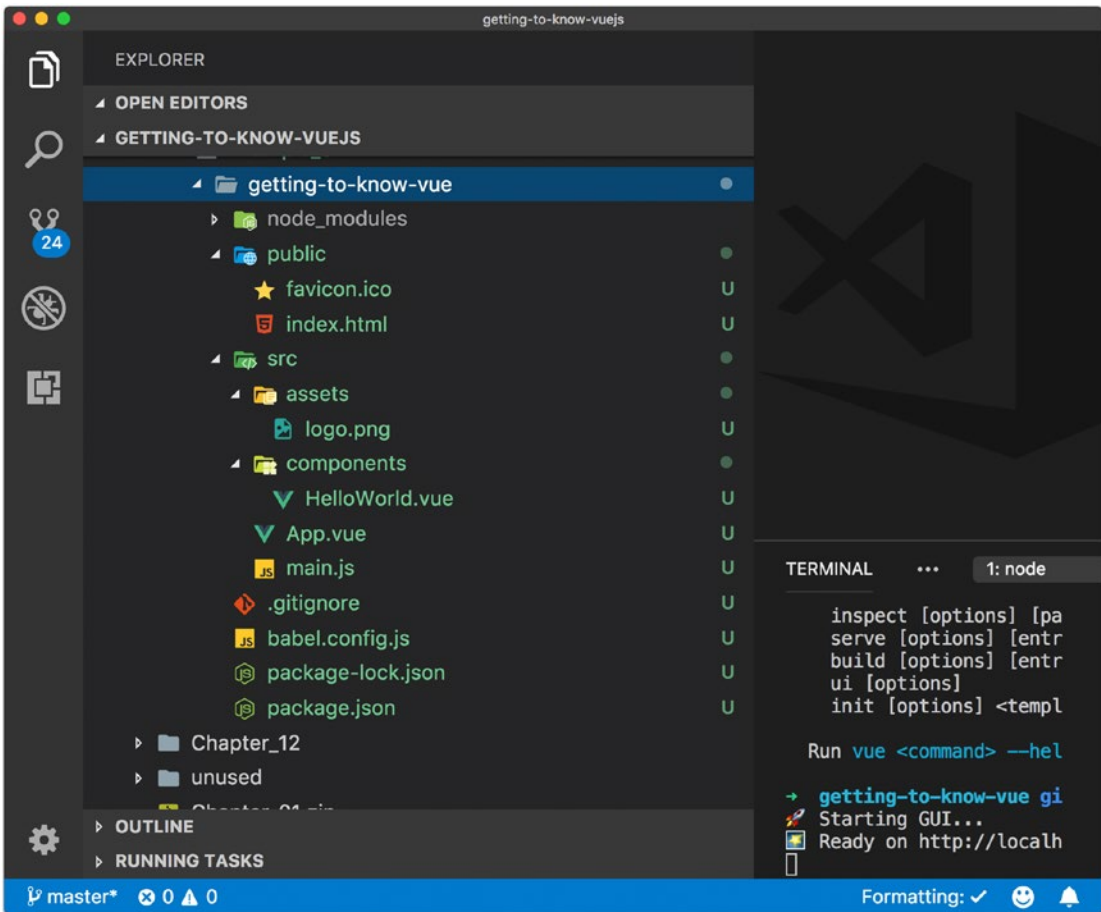 getting-to-know-vuejs
EXPLORER
OPEN EDITORS
GETTING-TO-KNOW-VUEJS
getting-to-know-vue
node_modules
public
favicon.ico U
index.html U
src
assets
logo.png U
components
HelloWorld.vue U
App.vue U
main.js U
.gitignore U
babel.config.js U
package-lock.json U
package.json U
Chapter_12
unused
OUTLINE
RUNNING TASKS
24
TERMINAL ... 1: node
inspect [options] [pa
serve [options] [entr
build [options] [entr
ui [options]
init [options] <templ
Run vue <command> --hel
→ getting-to-know-vue gi
Starting GUI...
Ready on http://localh
master* 0 0 Formatting: ✓